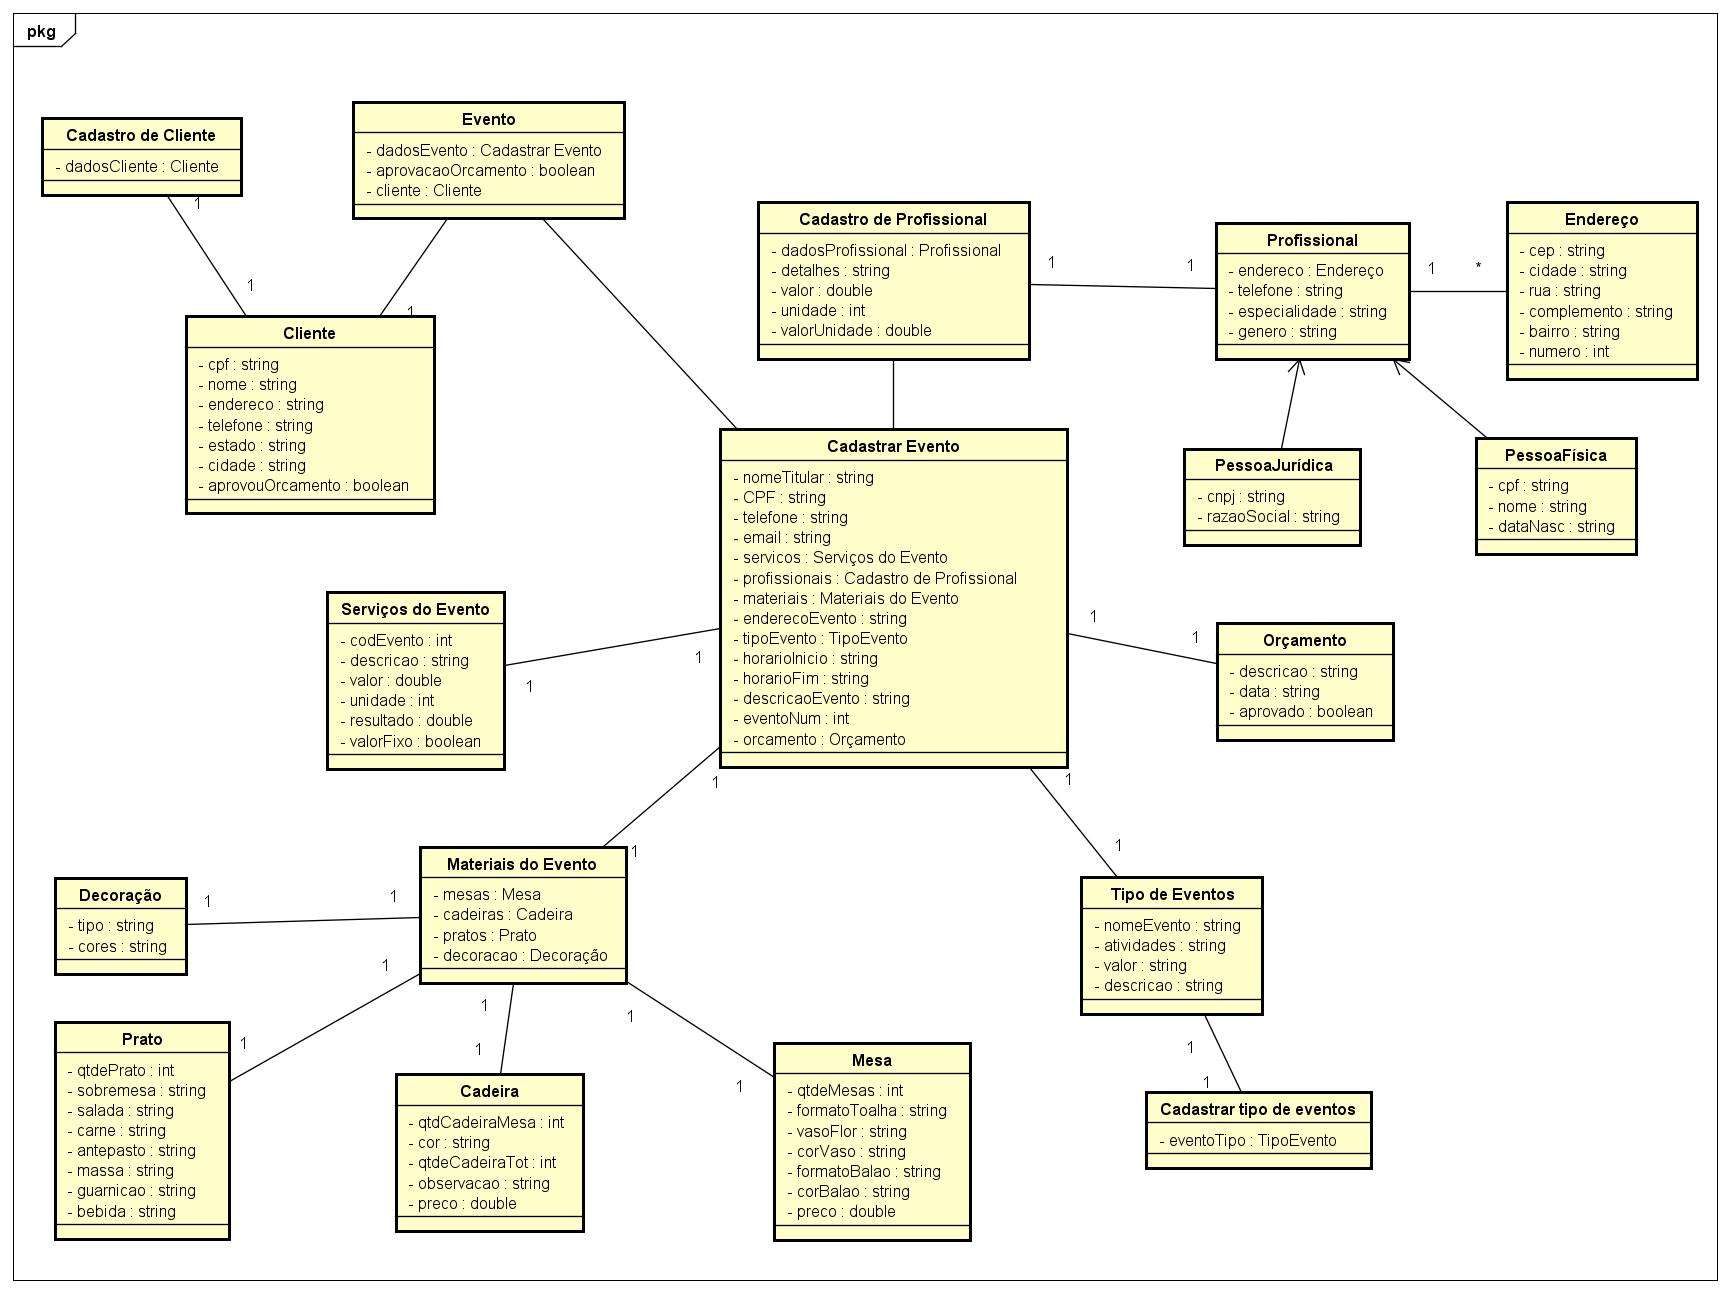 pkg
Cadastro de Cliente
- dadosCliente : Cliente
1
1
Evento
- dadosEvento : Cadastrar Evento
- aprovacaoOrcamento : boolean
- cliente : Cliente
1
Cliente
- cpf : string
- nome : string
- endereco : string
- telefone : string
- estado : string
- cidade : string
- aprovouOrcamento : boolean
Cadastro de Profissional
- dadosProfissional : Profissional
- detalhes : string
- valor : double
- unidade : int
- valorUnidade : double
1
1
Profissional
- endereco : Endereço
- telefone : string
- especialidade : string
- genero : string
1
*
Endereço
- cep : string
- cidade : string
- rua : string
- complemento : string
- bairro : string
- numero : int
PessoaJurídica
- cnpj : string
- razaoSocial : string
PessoaFísica
- cpf : string
- nome : string
- dataNasc : string
Cadastrar Evento
- nomeTitular : string
- CPF : string
- telefone : string
- email : string
- servicos : Serviços do Evento
- profissionais : Cadastro de Profissional
- materiais : Materiais do Evento
- enderecoEvento : string
- tipoEvento : TipoEvento
- horarioInicio : string
- horarioFim : string
- descricaoEvento : string
- eventoNum : int
- orcamento : Orçamento
Serviços do Evento
- codEvento : int
- descricao : string
- valor : double
- unidade : int
- resultado : double
- valorFixo : boolean
1
1
1
1
Orçamento
- descricao : string
- data : string
- aprovado : boolean
1
1
1
1
Materiais do Evento
- mesas : Mesa
- cadeiras : Cadeira
- pratos : Prato
- decoracao : Decoração
Decoração
- tipo : string
- cores : string
1
1
1
1
Prato
- qtdePrato : int
- sobremesa : string
- salada : string
- carne : string
- antepasto : string
- massa : string
- guarnicao : string
- bebida : string
1
1
Cadeira
- qtdCadeiraMesa : int
- cor : string
- qtdeCadeiraTot : int
- observacao : string
- preco : double
1
1
Mesa
- qtdeMesas : int
- formatoToalha : string
- vasoFlor : string
- corVaso : string
- formatoBalao : string
- corBalao : string
- preco : double
Tipo de Eventos
- nomeEvento : string
- atividades : string
- valor : string
- descricao : string
1
1
Cadastrar tipo de eventos
- eventoTipo : TipoEvento